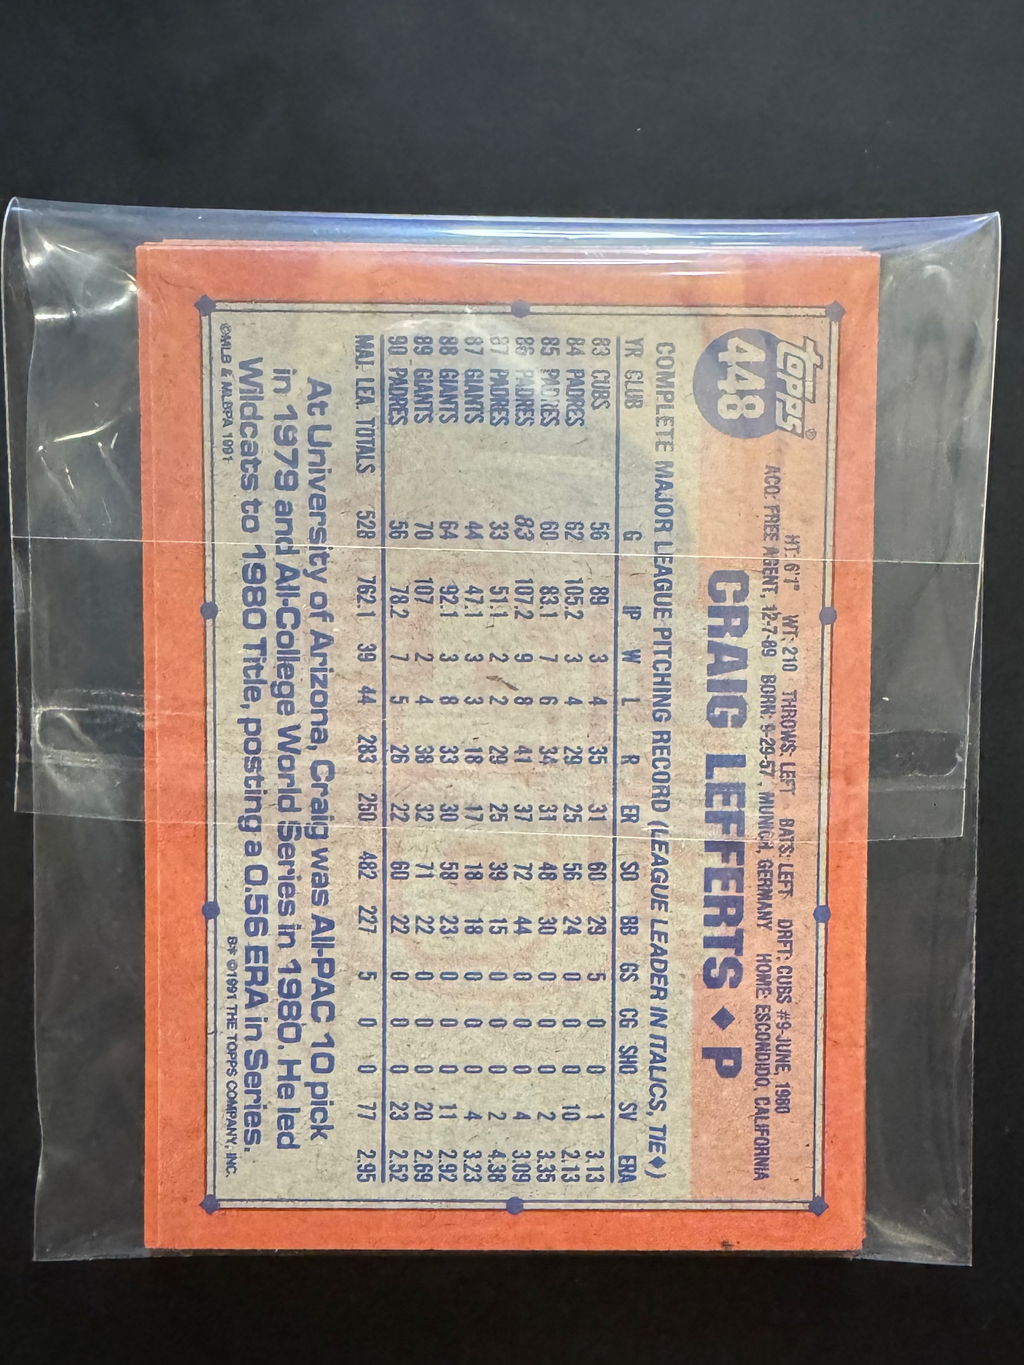 Topps®
448
HT: 6'1" WT: 210 THROWS: LEFT BATS: LEFT DRFT: CUBS #9-JUNE, 1980
ACQ: FREE AGENT, 12-7-89 BORN: 9-29-57, MUNICH, GERMANY HOME: ESCONDIDO, CALIFORNIA
CRAIG LEFFERTS ♦ P
COMPLETE MAJOR LEAGUE PITCHING RECORD (LEAGUE LEADER IN ITALICS, TIE♦)
YR CLUB G IP W L R ER SO BB GS CG SHO SV ERA
83 CUBS 56 89 3 4 35 31 60 29 5 0 0 1 3.13
84 PADRES 62 105.2 3 4 29 25 56 24 0 0 0 10 2.13
85 PADRES 60 83.1 7 6 34 31 48 30 0 0 0 2 3.35
86 PADRES 83 107.2 9 8 41 37 72 44 0 0 0 4 3.09
87 PADRES 33 51.1 2 2 29 25 39 15 0 0 0 2 4.38
87 GIANTS 44 47.1 3 3 18 17 18 18 0 0 0 4 3.23
88 GIANTS 64 92.1 3 8 33 30 58 23 0 0 0 11 2.92
89 GIANTS 70 107 2 4 38 32 71 22 0 0 0 20 2.69
90 PADRES 56 78.2 7 5 26 22 60 22 0 0 0 23 2.52
MAJ. LEA. TOTALS 528 762.1 39 44 283 250 482 227 5 0 0 77 2.95
At University of Arizona, Craig was All-PAC 10 pick
in 1979 and All-College World Series in 1980. He led
Wildcats to 1980 Title, posting a 0.56 ERA in Series.
©MLB & MLBPA 1991
B* ©1991 THE TOPPS COMPANY, INC.